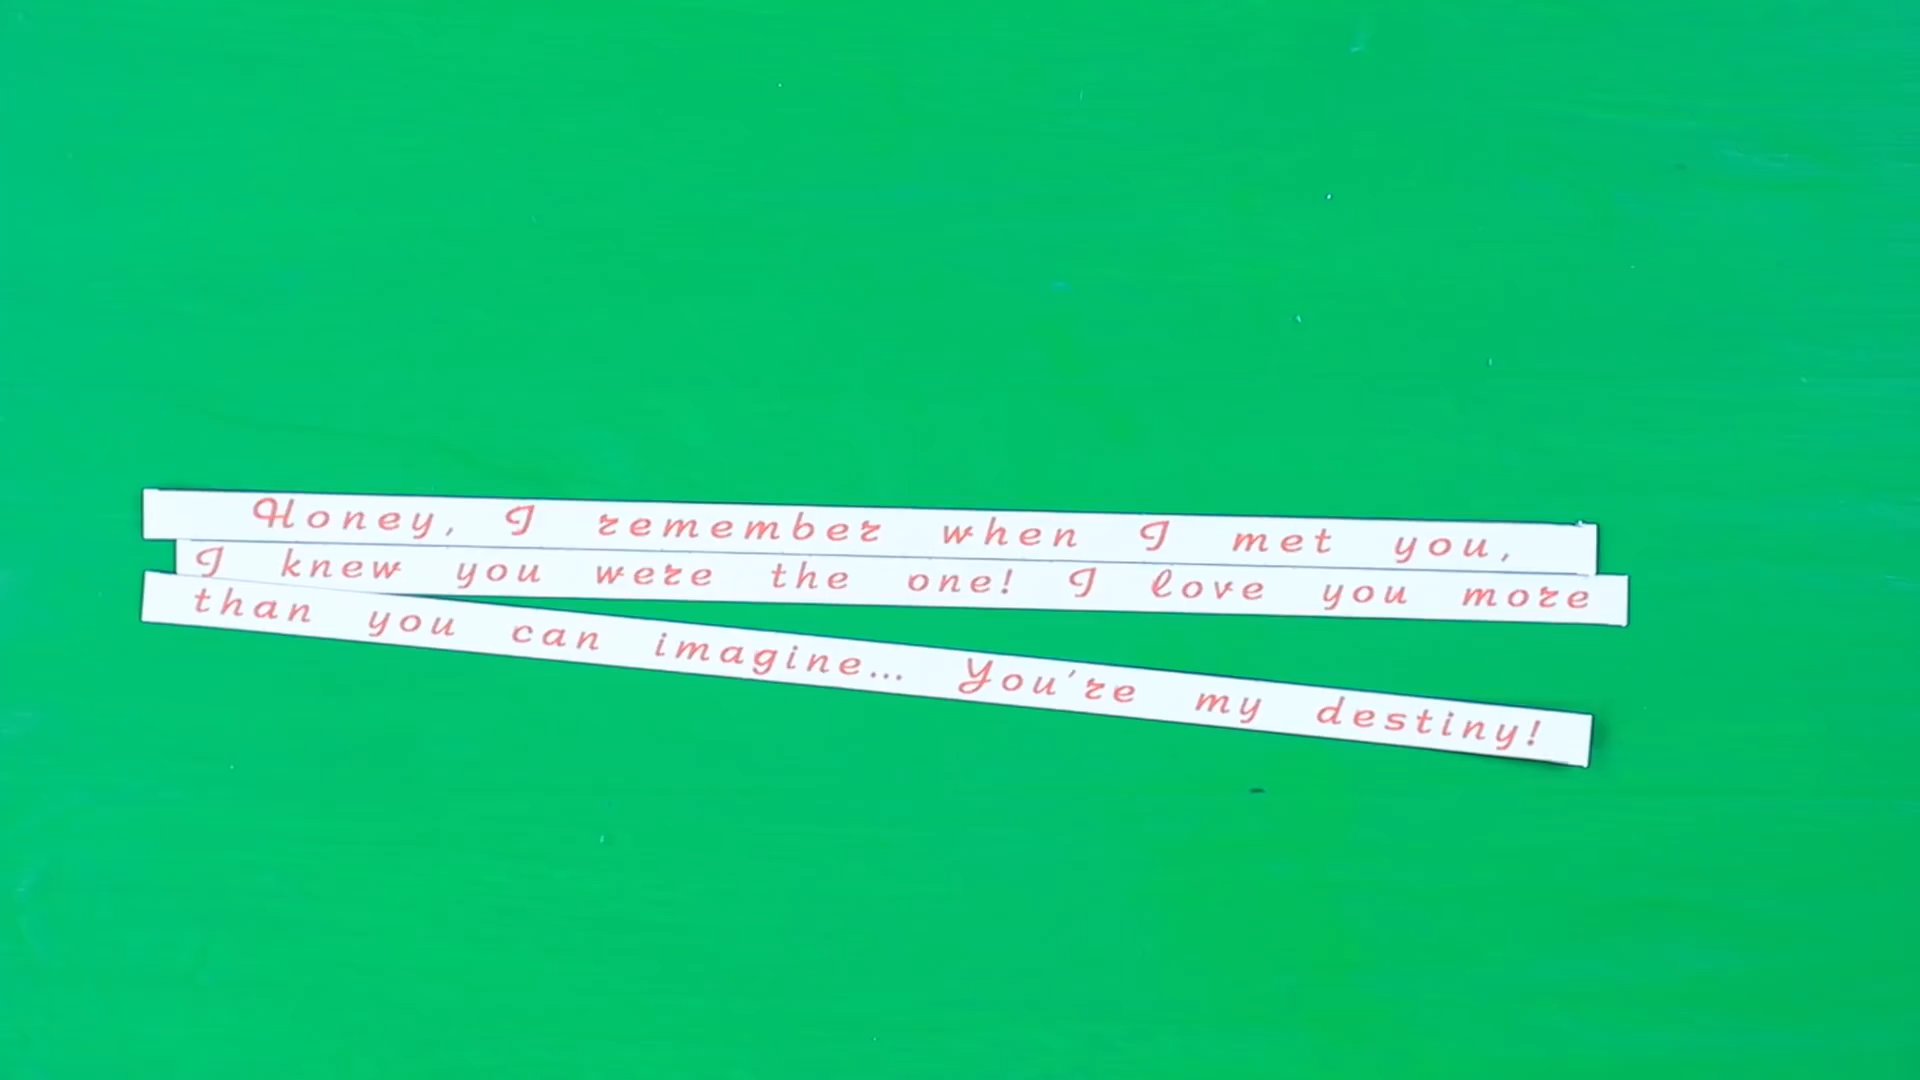 Honey, I remember when I met you,
I knew you were the one! I love you more
than you can imagine... You're my destiny!